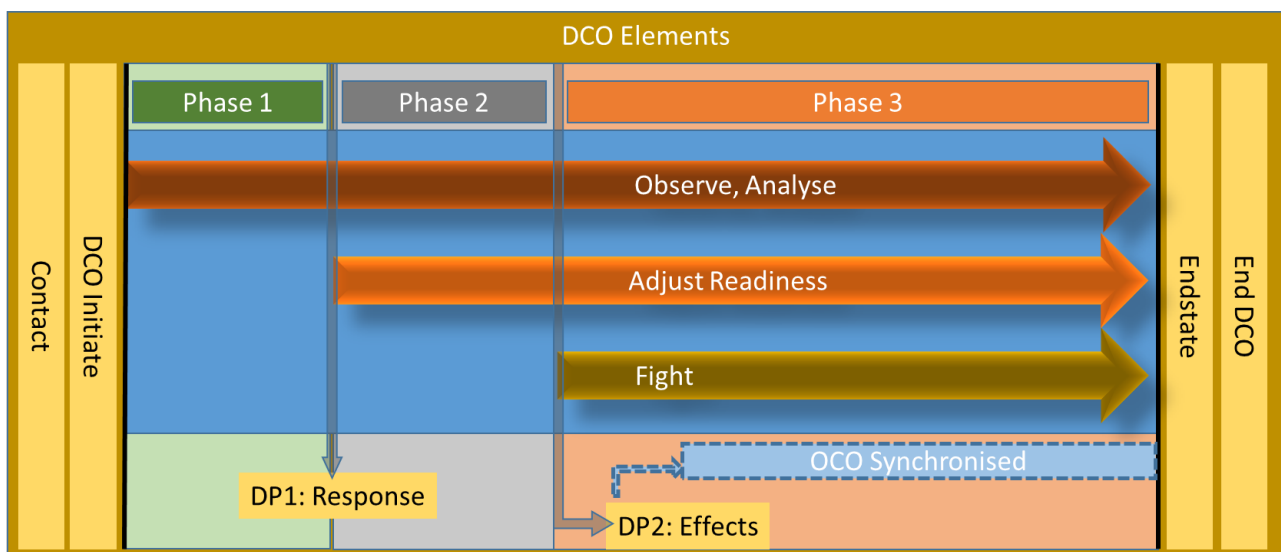 DCO Elements
Contact
DCO Initiate
Phase 1
Phase 2
Phase 3
Observe, Analyse
Adjust Readiness
Fight
OCO Synchronised
DP1: Response
DP2: Effects
Endstate
End DCO